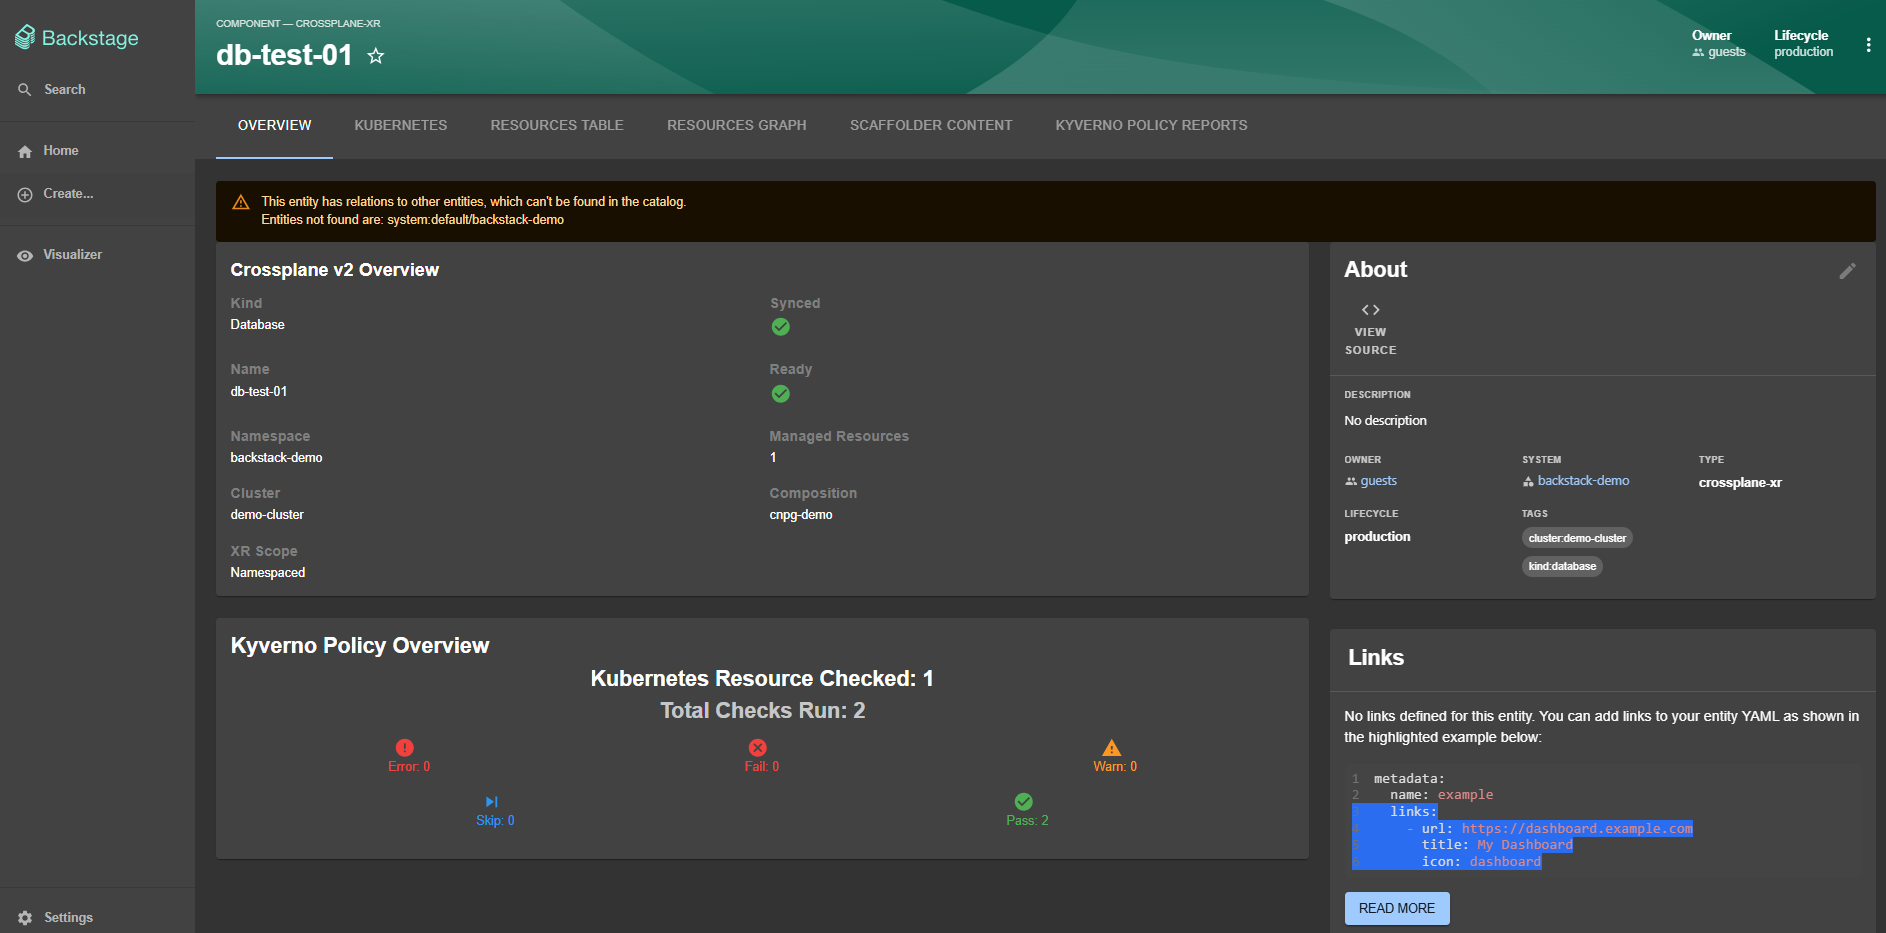 Backstage
Search
Home
Create...
Visualizer
Settings
COMPONENT — CROSSPLANE-XR
db-test-01
Owner
guests
Lifecycle
production
OVERVIEW
KUBERNETES
RESOURCES TABLE
RESOURCES GRAPH
SCAFFOLDER CONTENT
KYVERNO POLICY REPORTS
This entity has relations to other entities, which can't be found in the catalog.
Entities not found are: system:default/backstack-demo
Crossplane v2 Overview
Kind
Database
Synced
Name
db-test-01
Ready
Namespace
backstack-demo
Managed Resources
1
Cluster
demo-cluster
Composition
cnpg-demo
XR Scope
Namespaced
Kyverno Policy Overview
Kubernetes Resource Checked: 1
Total Checks Run: 2
Error: 0
Fail: 0
Warn: 0
Skip: 0
Pass: 2
About
VIEW
SOURCE
DESCRIPTION
No description
OWNER
guests
SYSTEM
backstack-demo
TYPE
crossplane-xr
LIFECYCLE
production
TAGS
cluster:demo-cluster
kind:database
Links
No links defined for this entity. You can add links to your entity YAML as shown in
the highlighted example below:
1 metadata:
2 name: example
3 links:
4 - url: https://dashboard.example.com
5 title: My Dashboard
6 icon: dashboard
READ MORE